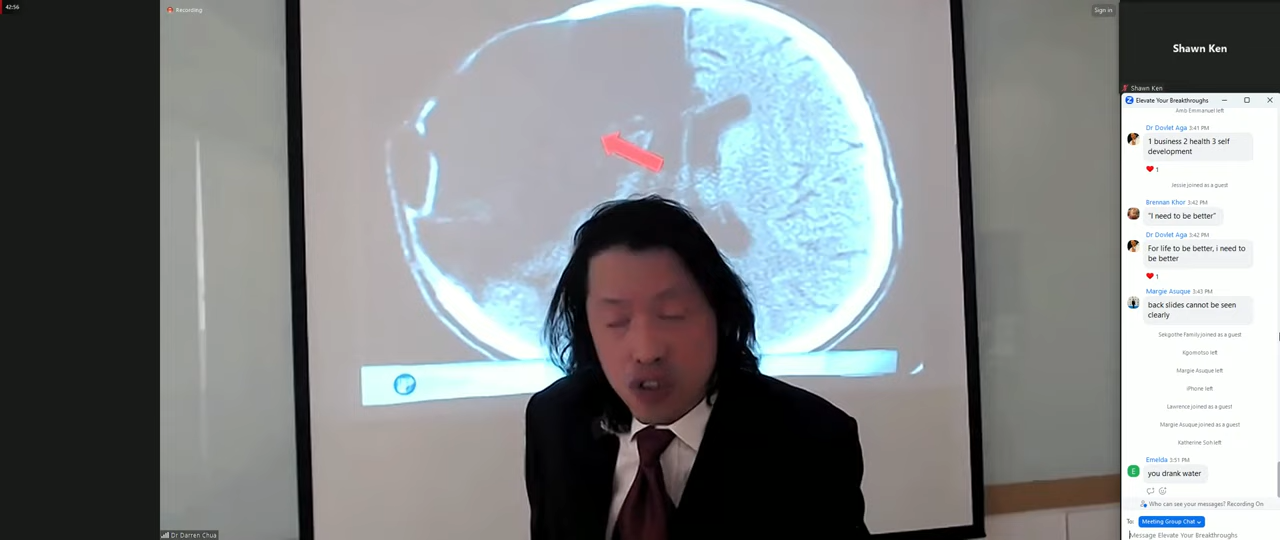 42:56
Recording
Sign in
Shawn Ken
Shawn Ken
Elevate Your Breakthroughs
Amb Emmanuel left
Dr Dovlet Aga 3:41 PM
1 business 2 health 3 self
development
1
Jessie joined as a guest
Brennan Khor 3:42 PM
"I need to be better"
Dr Dovlet Aga 3:42 PM
For life to be better, i need to
be better
1
Margie Asuque 3:43 PM
back slides cannot be seen
clearly
Sekgothe Family joined as a guest
Kgomotso left
Margie Asuque left
iPhone left
Lawrence joined as a guest
Margie Asuque joined as a guest
Katherine Soh left
Emelda 3:51 PM
E
you drank water
Who can see your messages? Recording On
To: Meeting Group Chat
Message Elevate Your Breakthroughs
Dr Darren Chua